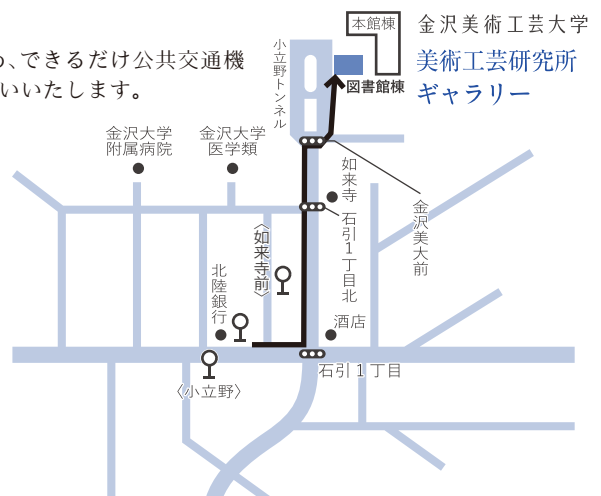 め、できるだけ公共交通機
いいたします。
金沢美術工芸大学
美術工芸研究所
ギャラリー
本館棟
図書館棟
小立野トンネル
金沢大学
附属病院
金沢大学
医学類
如来寺
石引1丁目北
金沢美大前
〈如来寺前〉
北陸銀行
酒店
石引1丁目
〈小立野〉